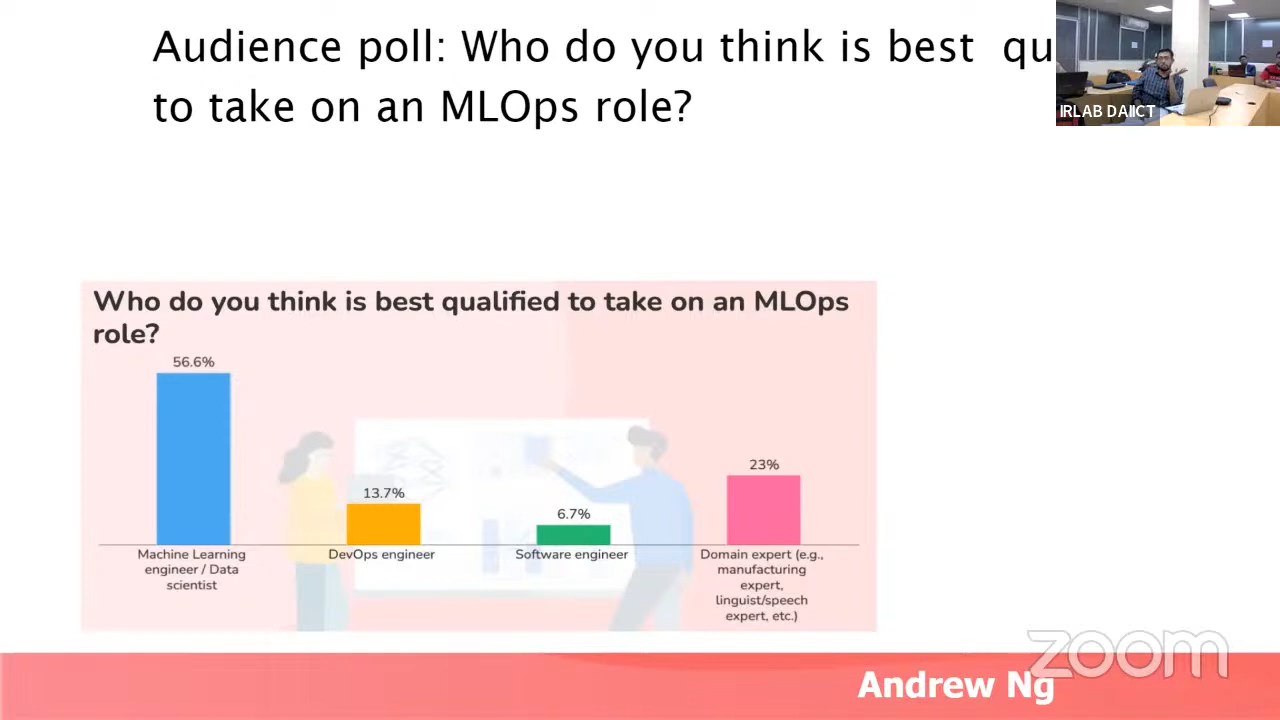 Audience poll: Who do you think is best qu
to take on an MLOps role?
IRLAB DAIICT
Who do you think is best qualified to take on an MLOps
role?
56.6%
13.7%
6.7%
23%
Machine Learning
engineer / Data
scientist
DevOps engineer
Software engineer
Domain expert (e.g.,
manufacturing
expert,
linguist/speech
expert, etc.)
zoom
Andrew Ng